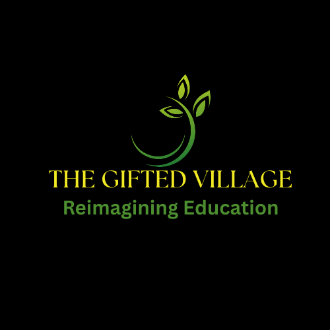 THE GIFTED VILLAGE
Reimagining Education